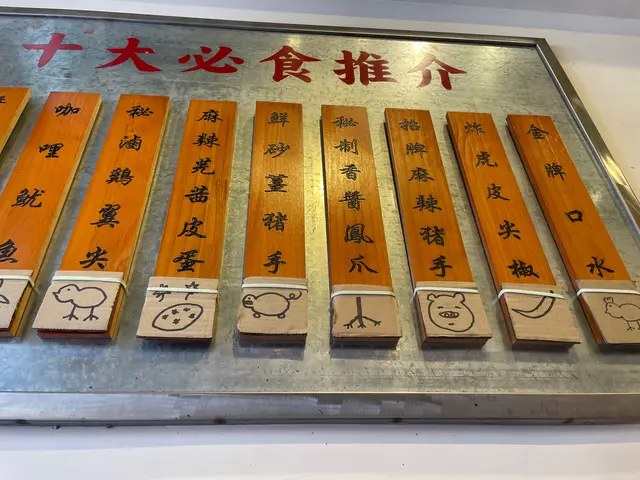 十大必食推介
咖哩魷魚
秘滷鷄翼尖
麻辣芫茜皮蛋
鮮砂薑猪手
秘制香醬鳳爪
招牌麻辣猪手
炸虎皮尖椒
金牌口水